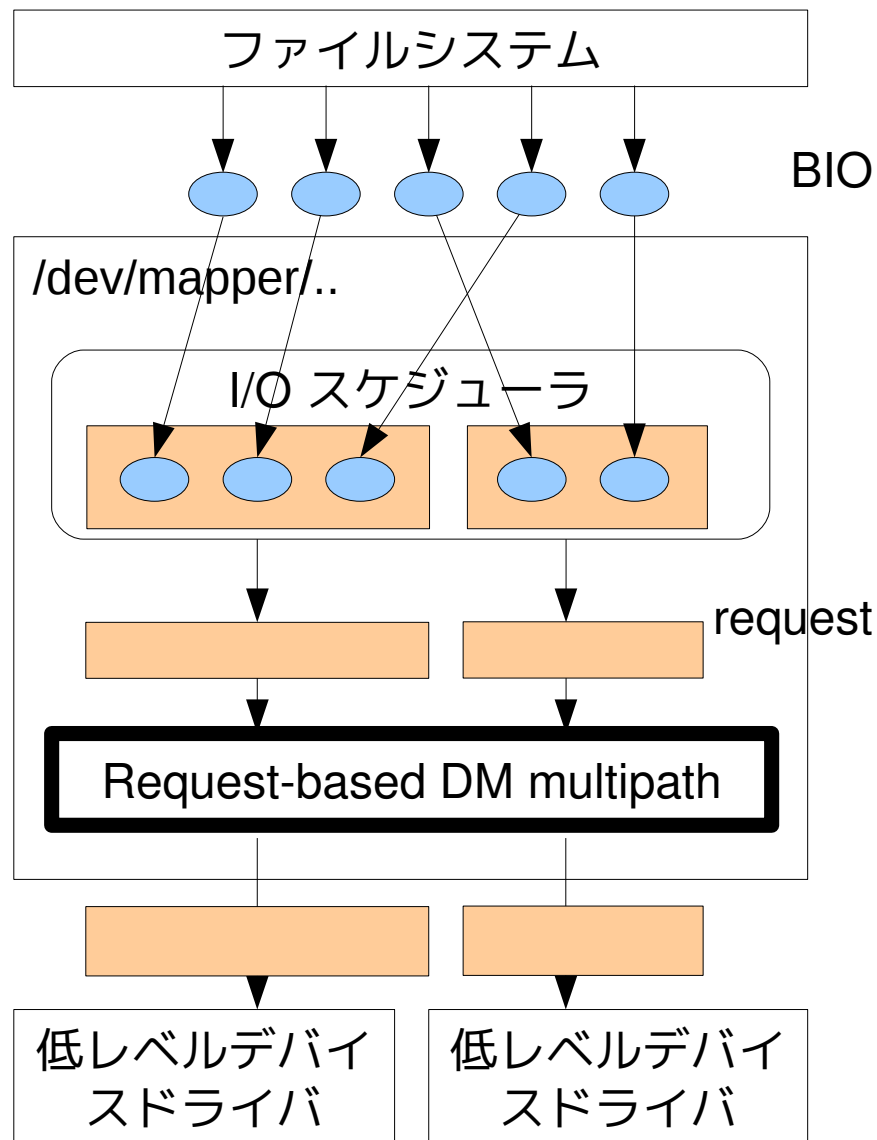 ファイルシステム
BIO
/dev/mapper/..
I/O スケジューラ
request
Request-based DM multipath
低レベルデバイ
スドライバ
低レベルデバイ
スドライバ